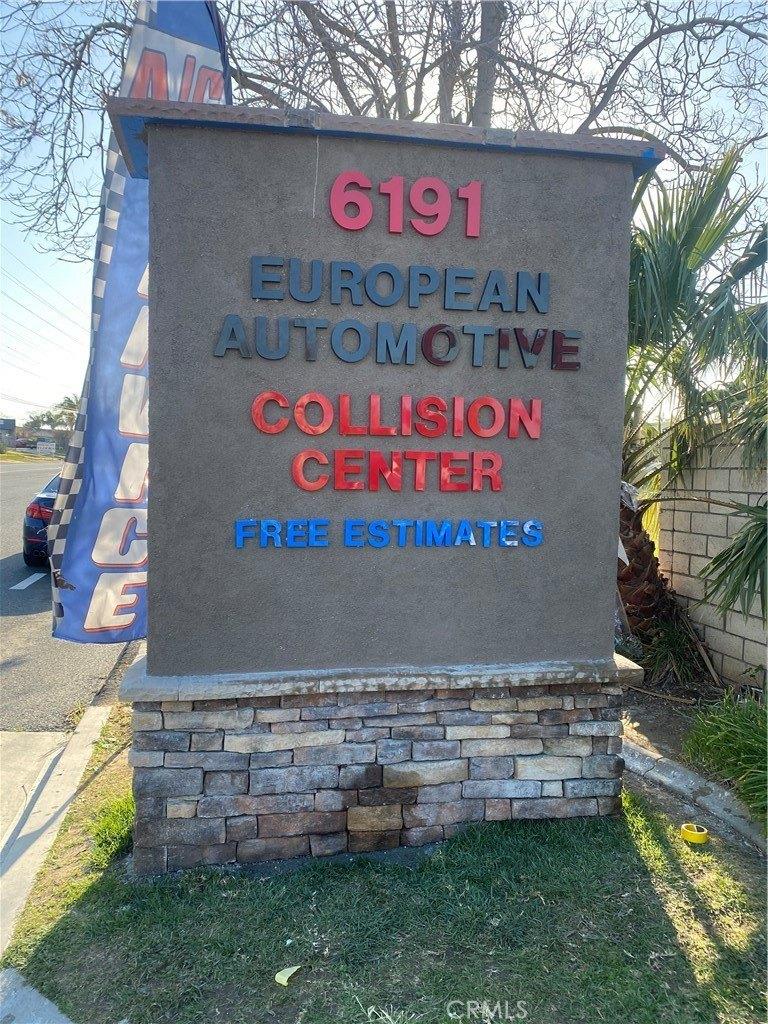 A/C
6191
EUROPEAN
AUTOMOTIVE
COLLISION
CENTER
FREE ESTIMATES
CRMLS